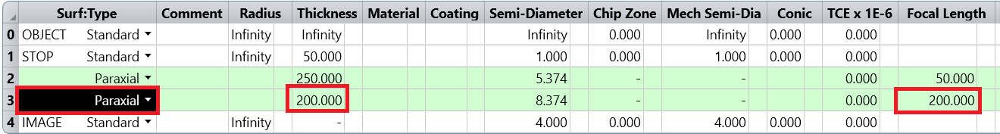 Surf:Type Comment Radius Thickness Material Coating Semi-Diameter Chip Zone Mech Semi-Dia Conic TCE x 1E-6 Focal Length
0 OBJECT Standard Infinity Infinity Infinity 0.000 Infinity 0.000 0.000
1 STOP Standard Infinity 50.000 1.000 0.000 1.000 0.000 0.000
2 Paraxial 250.000 5.374 - - 0.000 50.000
3 Paraxial 200.000 8.374 - - 0.000 200.000
4 IMAGE Standard Infinity - 4.000 0.000 4.000 0.000 0.000